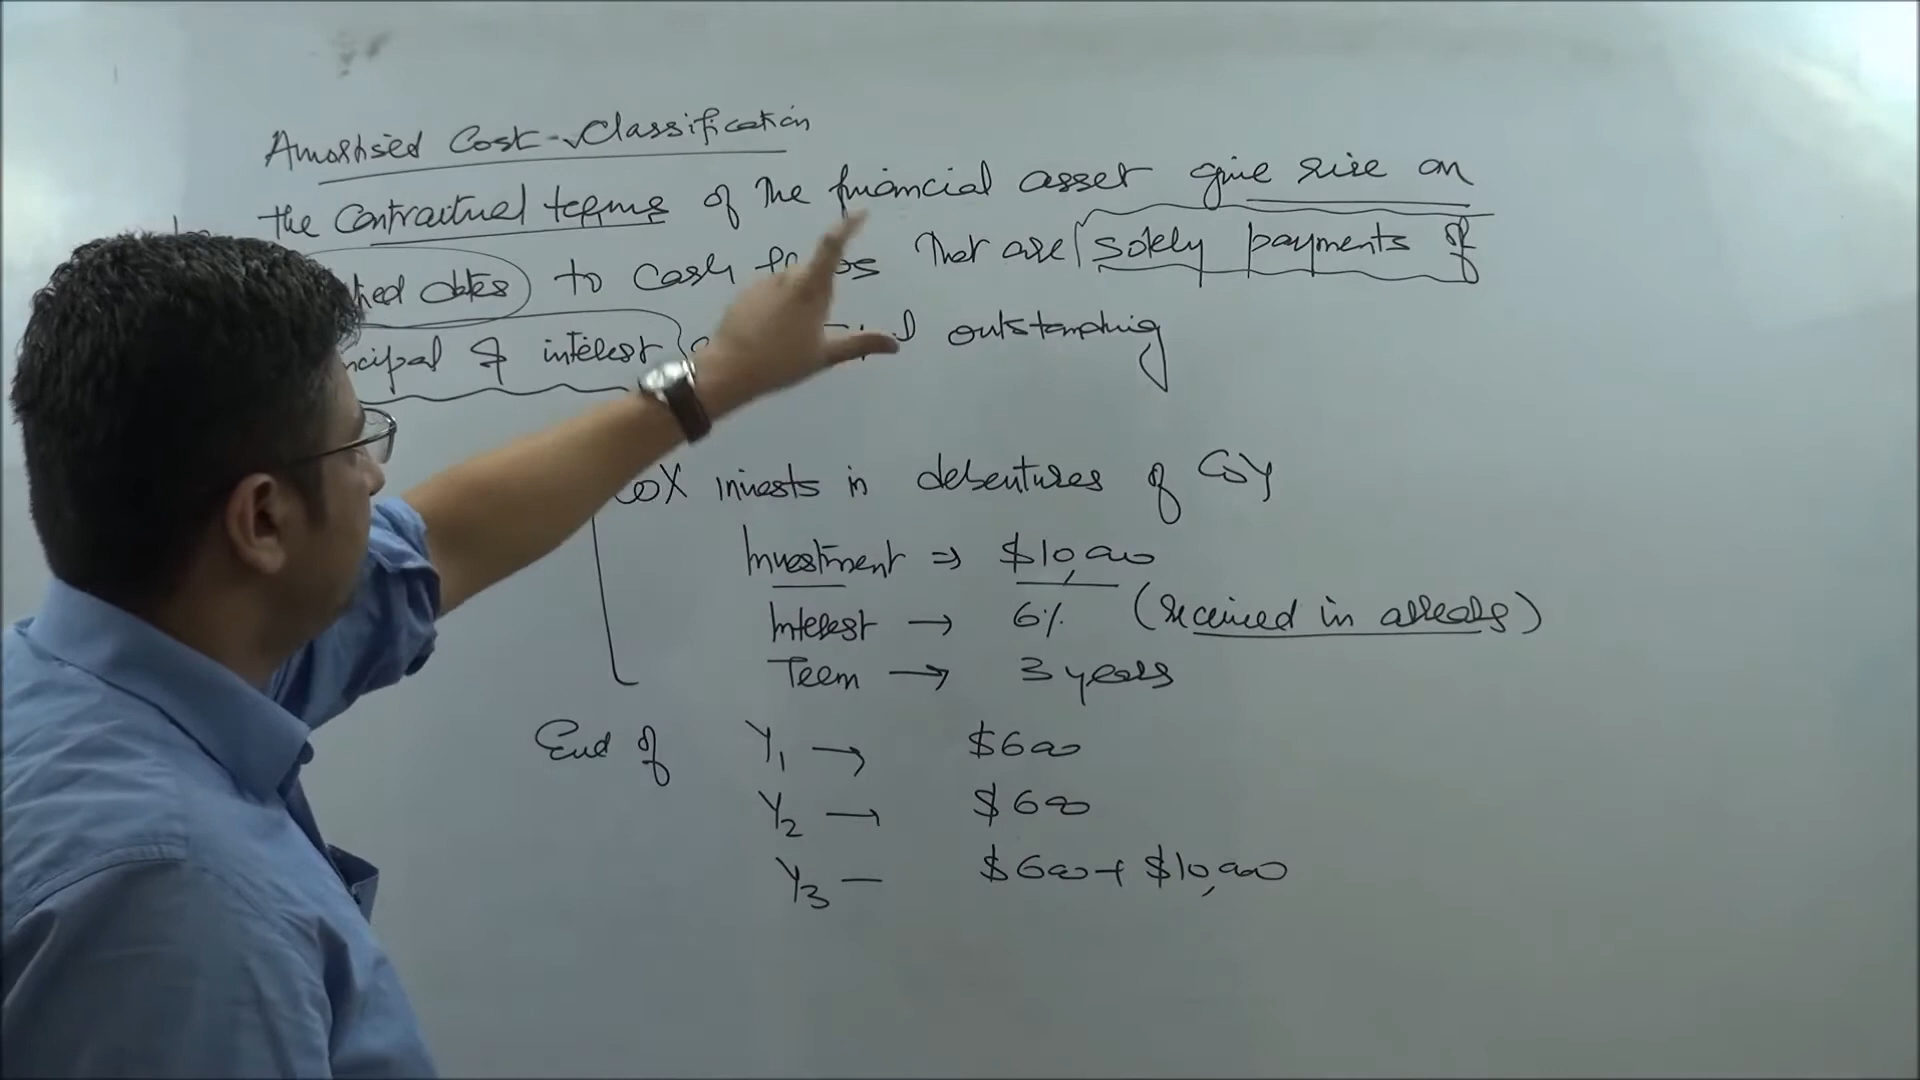 Amortised Cost - Classification
the contractual terms of the financial asset give rise on
dates to cash that are solely payments of
& interest outstanding
CoX invests in debentures of CoY
Investment ⇒ $10,000
Interest → 6% (received in arrears)
Term → 3 years
End of Y1 → $600
Y2 → $600
Y3 — $600 + $10,000